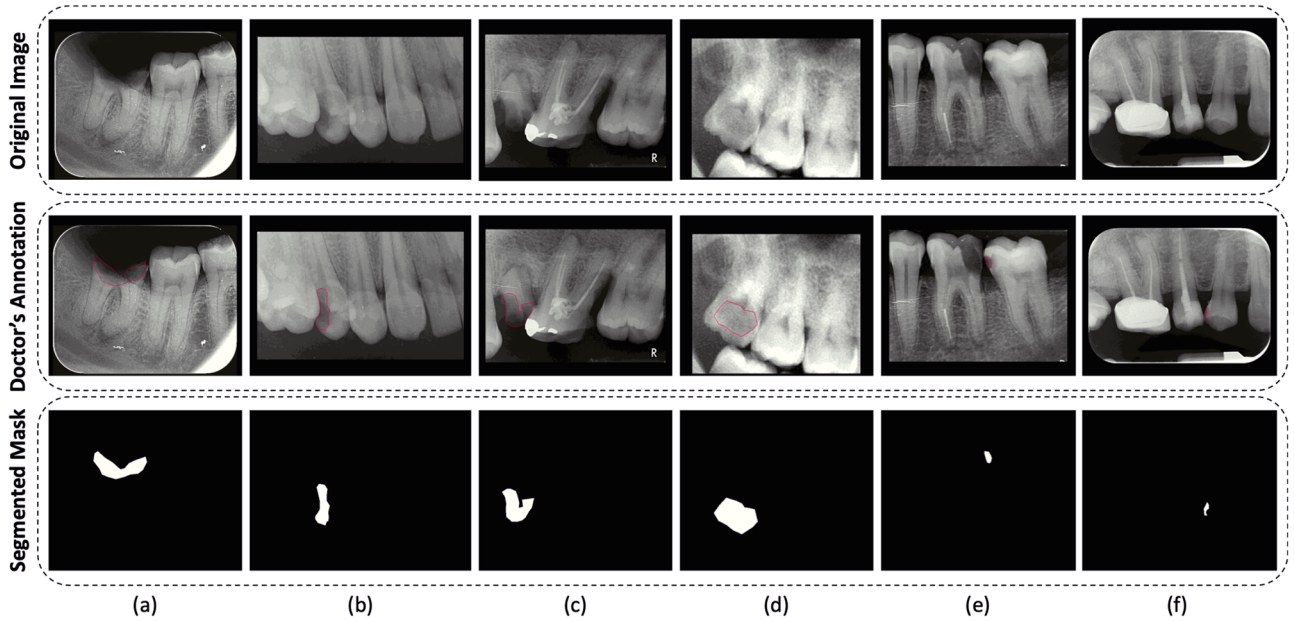 Original Image
R
Doctor's Annotation
R
Segmented Mask
(a) (b) (c) (d) (e) (f)